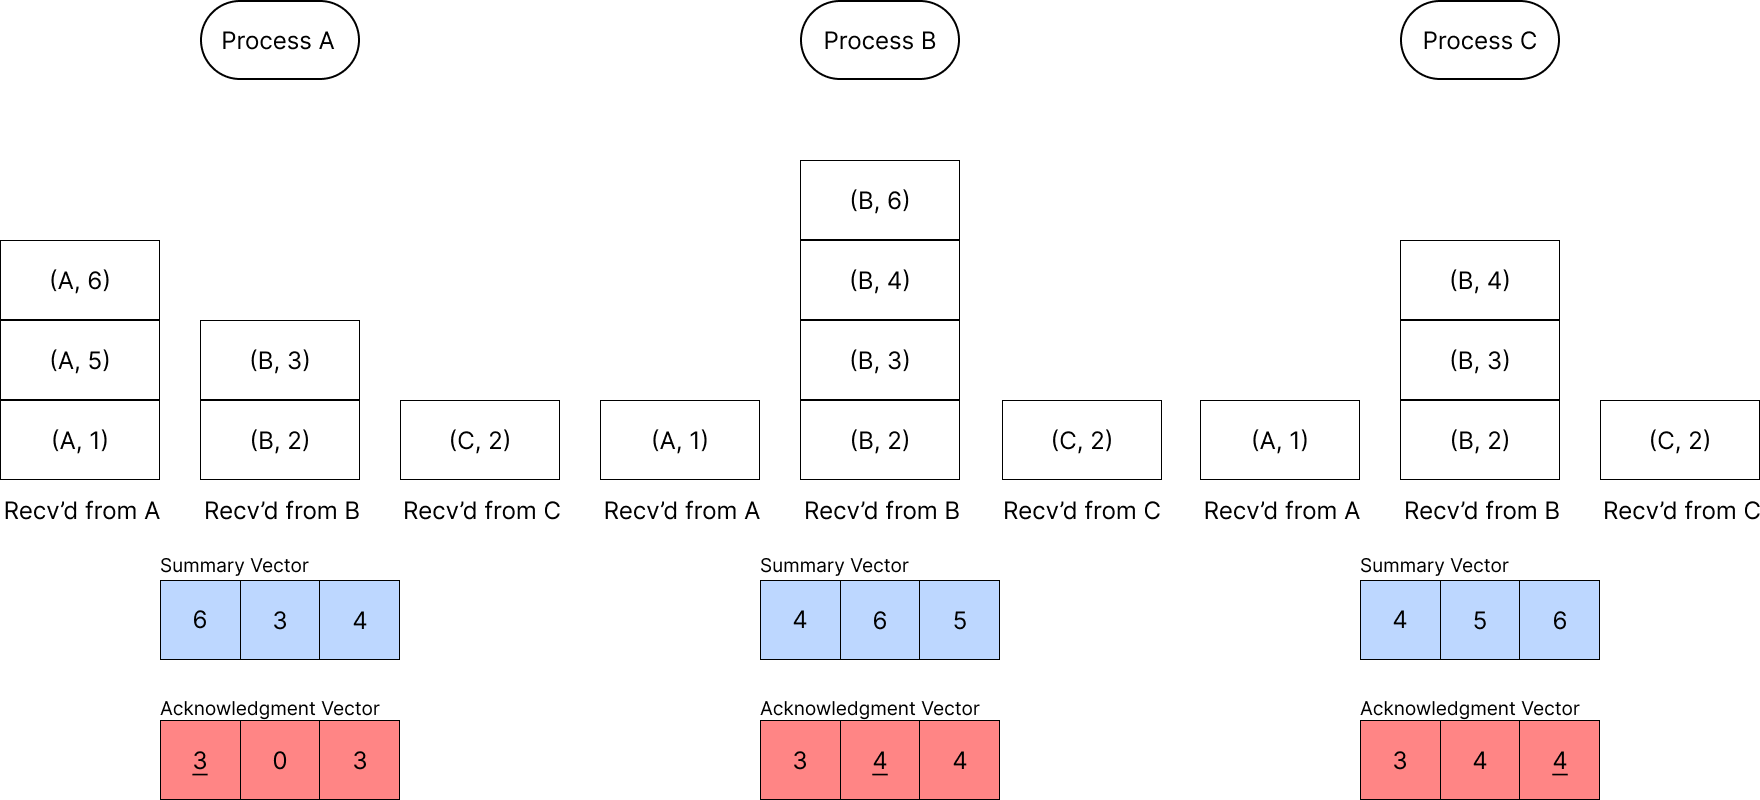 Process A
Process B
Process C
(B, 6)
(A, 6)
(B, 4)
(B, 4)
(A, 5)
(B, 3)
(B, 3)
(B, 3)
(A, 1)
(B, 2)
(C, 2)
(A, 1)
(B, 2)
(C, 2)
(A, 1)
(B, 2)
(C, 2)
Recv’d from A
Recv’d from B
Recv’d from C
Recv’d from A
Recv’d from B
Recv’d from C
Recv’d from A
Recv’d from B
Recv’d from C
Summary Vector
Summary Vector
Summary Vector
6 3 4
4 6 5
4 5 6
Acknowledgment Vector
Acknowledgment Vector
Acknowledgment Vector
3 0 3
3 4 4
3 4 4